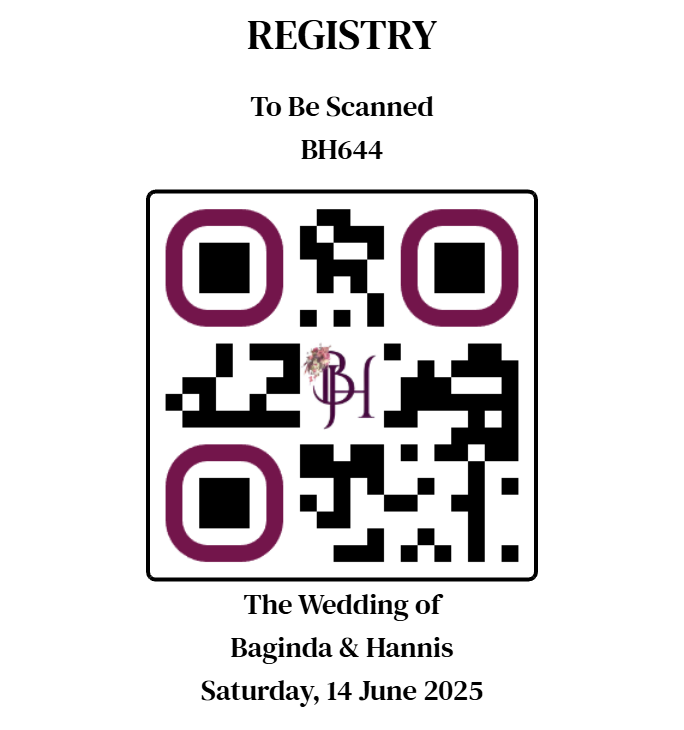 REGISTRY
To Be Scanned
BH644
BH
The Wedding of
Baginda & Hannis
Saturday, 14 June 2025